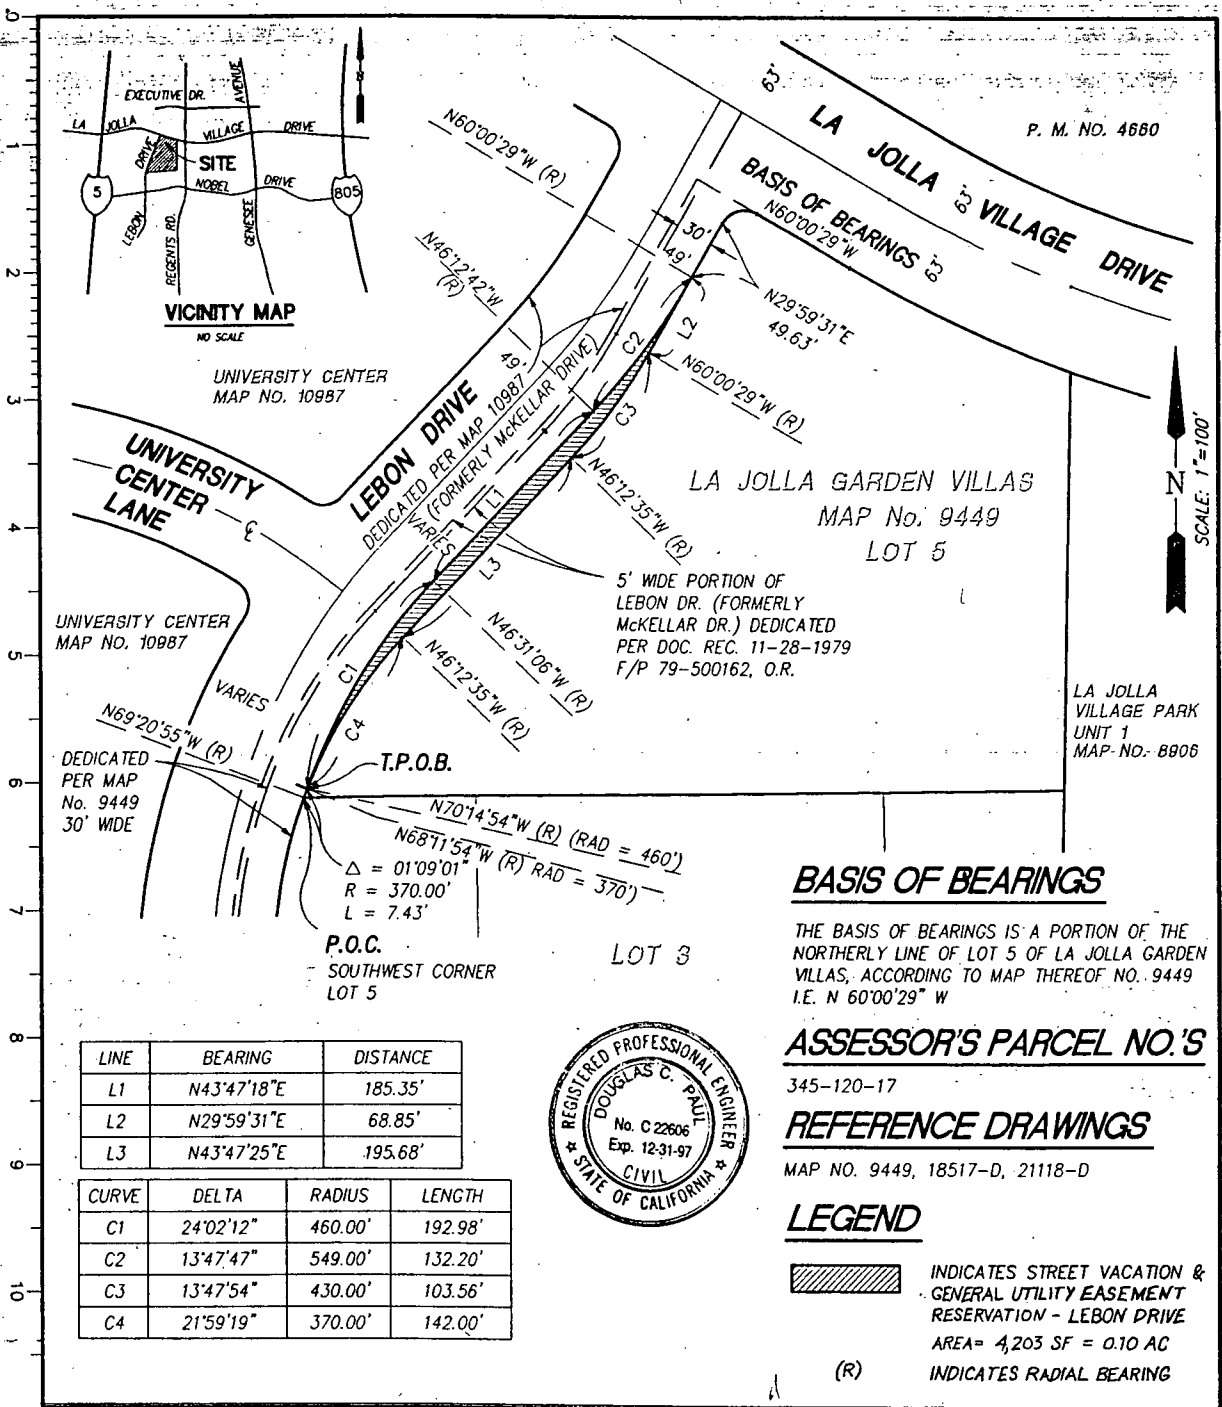 0
1
2
3
4
5
6
7
8
9
10
EXECUTIVE DR.
AVENUE
LA JOLLA VILLAGE DRIVE
DRIVE
SITE
NOBEL DRIVE
5
805
LEBON
REGENTS RD.
GENESEE
N
VICINITY MAP
NO SCALE
63'
LA JOLLA VILLAGE DRIVE
63'
63'
P. M. NO. 4660
BASIS OF BEARINGS
N60°00'29"W
N60°00'29"W (R)
30'
49'
N46°12'42"W
(R)
N29°59'31"E
49.63'
UNIVERSITY CENTER
MAP NO. 10987
49'
C2
L2
N60°00'29"W (R)
C3
LEBON DRIVE
DEDICATED PER MAP 10987
(FORMERLY McKELLAR DRIVE)
VARIES
L1
L3
N46°12'35"W (R)
UNIVERSITY
CENTER
LANE
℄
LA JOLLA GARDEN VILLAS
MAP No. 9449
LOT 5
N
SCALE: 1"=100'
5' WIDE PORTION OF
LEBON DR. (FORMERLY
McKELLAR DR.) DEDICATED
PER DOC. REC. 11-28-1979
F/P 79-500162, O.R.
UNIVERSITY CENTER
MAP NO. 10987
N46°31'06"W (R)
N46°12'35"W (R)
C1
C4
VARIES
N69°20'55"W (R)
DEDICATED
PER MAP
No. 9449
30' WIDE
T.P.O.B.
LA JOLLA
VILLAGE PARK
UNIT 1
MAP NO. 8906
N70°14'54"W (R) (RAD = 460')
N68°11'54"W (R) RAD = 370')
Δ = 01°09'01"
R = 370.00'
L = 7.43'
P.O.C.
SOUTHWEST CORNER
LOT 5
LOT 3
BASIS OF BEARINGS
THE BASIS OF BEARINGS IS A PORTION OF THE
NORTHERLY LINE OF LOT 5 OF LA JOLLA GARDEN
VILLAS, ACCORDING TO MAP THEREOF NO. 9449
I.E. N 60°00'29" W
ASSESSOR'S PARCEL NO.'S
345-120-17
REFERENCE DRAWINGS
MAP NO. 9449, 18517-D, 21118-D
LEGEND
INDICATES STREET VACATION &
GENERAL UTILITY EASEMENT
RESERVATION - LEBON DRIVE
AREA= 4,203 SF = 0.10 AC
(R) INDICATES RADIAL BEARING
REGISTERED PROFESSIONAL ENGINEER
DOUGLAS C. PAUL
No. C 22606
Exp. 12-31-97
CIVIL
STATE OF CALIFORNIA
LINE BEARING DISTANCE
L1 N43°47'18"E 185.35'
L2 N29°59'31"E 68.85'
L3 N43°47'25"E 195.68'
CURVE DELTA RADIUS LENGTH
C1 24°02'12" 460.00' 192.98'
C2 13°47'47" 549.00' 132.20'
C3 13°47'54" 430.00' 103.56'
C4 21°59'19" 370.00' 142.00'